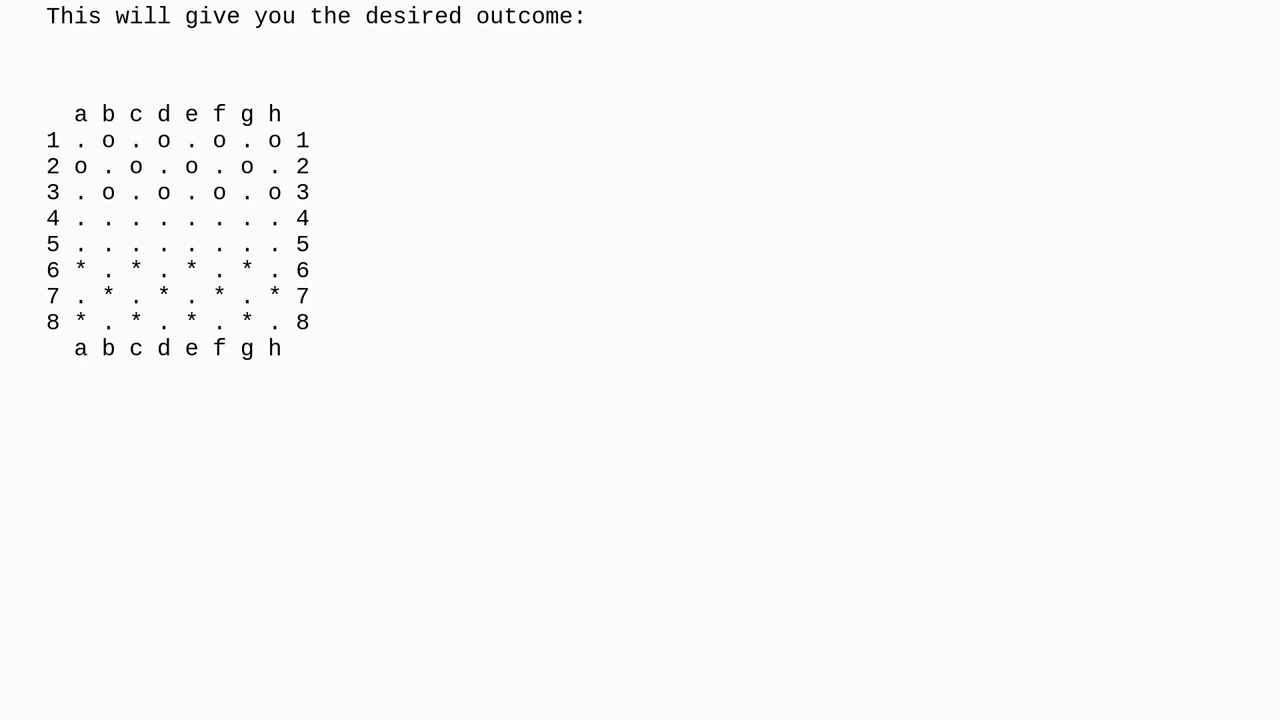 This will give you the desired outcome:
  a b c d e f g h
1 . o . o . o . o 1
2 o . o . o . o . 2
3 . o . o . o . o 3
4 . . . . . . . . 4
5 . . . . . . . . 5
6 * . * . * . * . 6
7 . * . * . * . * 7
8 * . * . * . * . 8
  a b c d e f g h